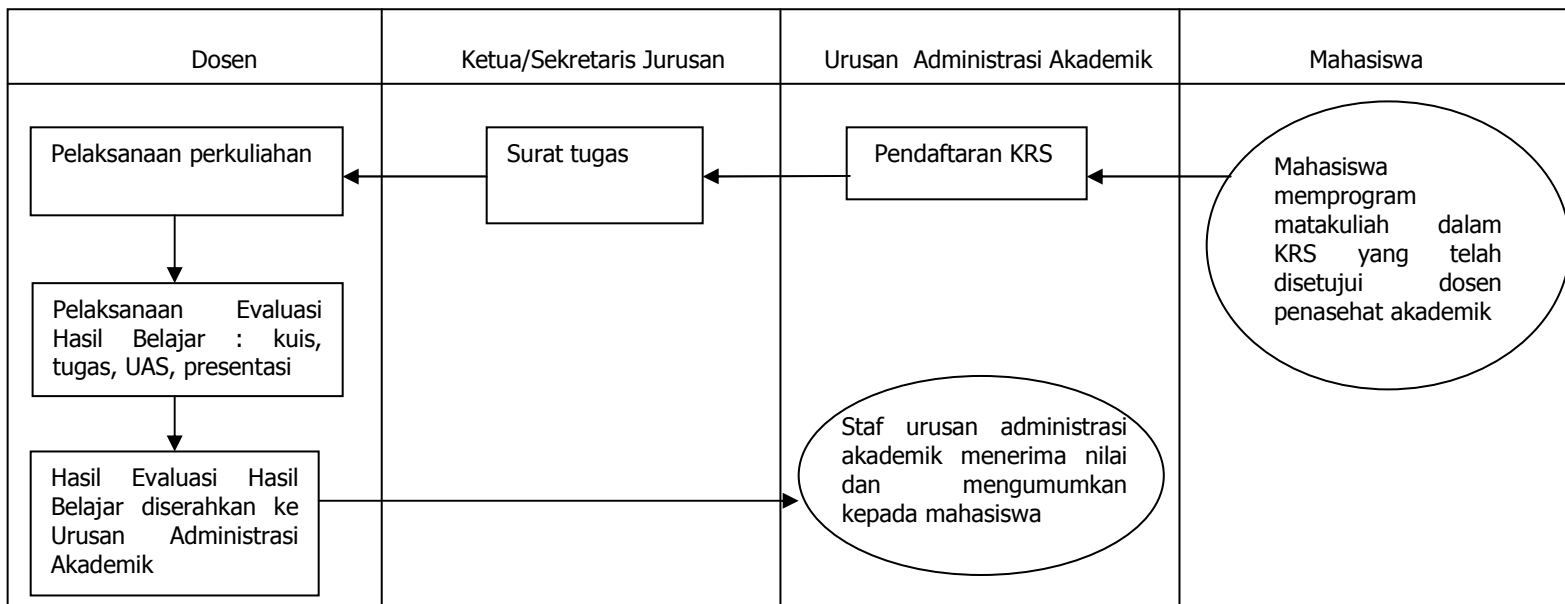 Dosen
Ketua/Sekretaris Jurusan
Urusan Administrasi Akademik
Mahasiswa
Pelaksanaan perkuliahan
Surat tugas
Pendaftaran KRS
Mahasiswa
memprogram
matakuliah dalam
KRS yang telah
disetujui dosen
penasehat akademik
Pelaksanaan Evaluasi
Hasil Belajar : kuis,
tugas, UAS, presentasi
Hasil Evaluasi Hasil
Belajar diserahkan ke
Urusan Administrasi
Akademik
Staf urusan administrasi
akademik menerima nilai
dan mengumumkan
kepada mahasiswa